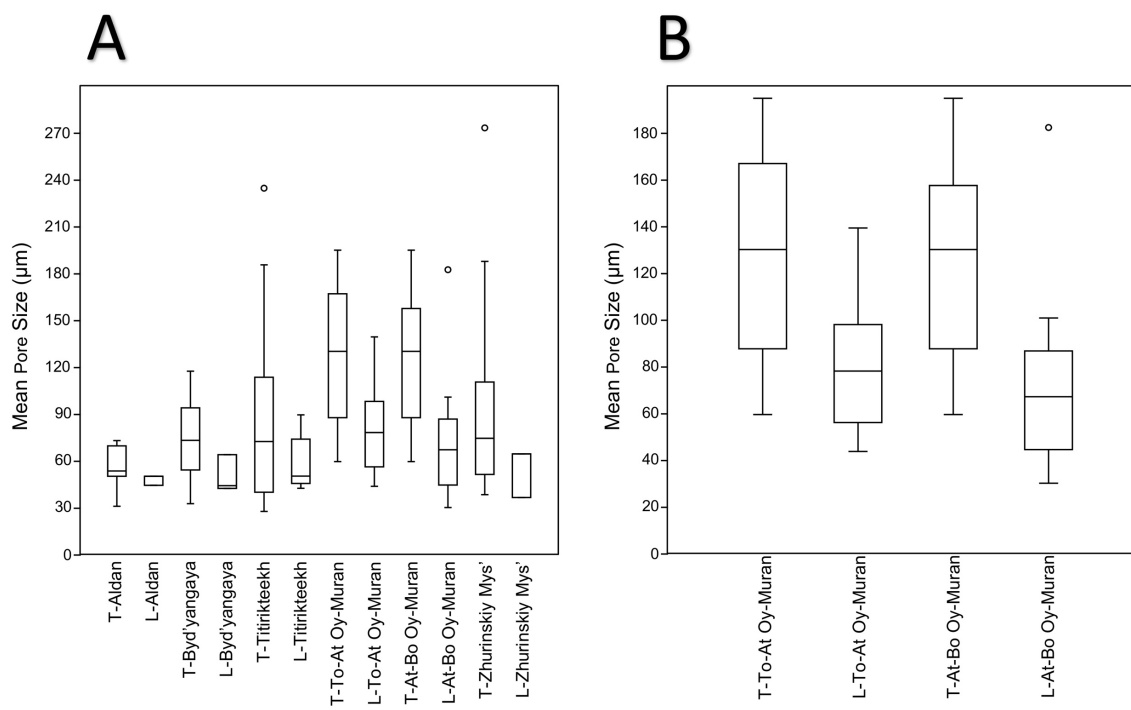 A
B
Mean Pore Size (μm)
270
240
210
180
150
120
90
60
30
0
T-Aldan
L-Aldan
T-Byd'yangaya
L-Byd'yangaya
T-Titirikteekh
L-Titirikteekh
T-To-At Oy-Muran
L-To-At Oy-Muran
T-At-Bo Oy-Muran
L-At-Bo Oy-Muran
T-Zhurinskiy Mys'
L-Zhurinskiy Mys'
Mean Pore Size (μm)
180
160
140
120
100
80
60
40
20
0
T-To-At Oy-Muran
L-To-At Oy-Muran
T-At-Bo Oy-Muran
L-At-Bo Oy-Muran